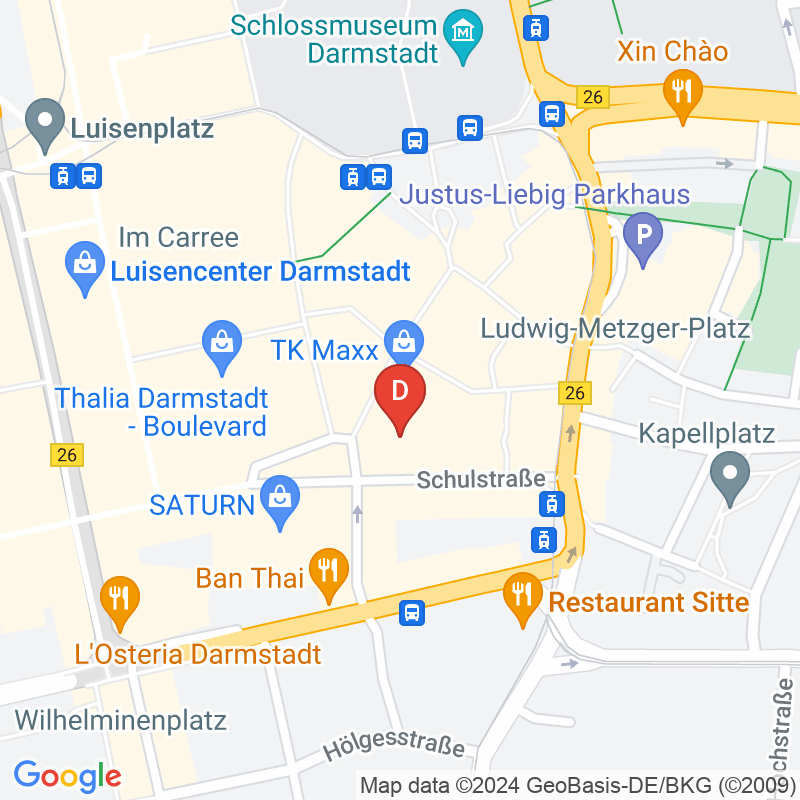 Schlossmuseum
Darmstadt
M
Xin Chào
26
Luisenplatz
Justus-Liebig Parkhaus
P
Im Carree
Luisencenter Darmstadt
Ludwig-Metzger-Platz
TK Maxx
D
Thalia Darmstadt
- Boulevard
26
Kapellplatz
26
Schulstraße
SATURN
Ban Thai
Restaurant Sitte
L'Osteria Darmstadt
Wilhelminenplatz
Hölgesstraße
ochstraße
Google
Map data ©2024 GeoBasis-DE/BKG (©2009)